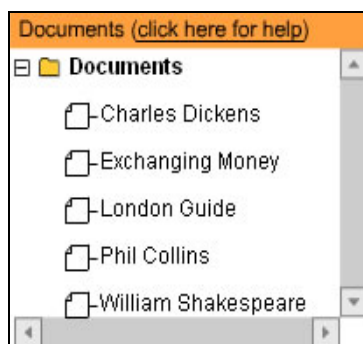 Documents (click here for help)
Documents
Charles Dickens
Exchanging Money
London Guide
Phil Collins
William Shakespeare